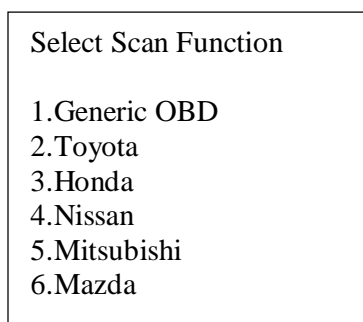 Select Scan Function
1.Generic OBD
2.Toyota
3.Honda
4.Nissan
5.Mitsubishi
6.Mazda